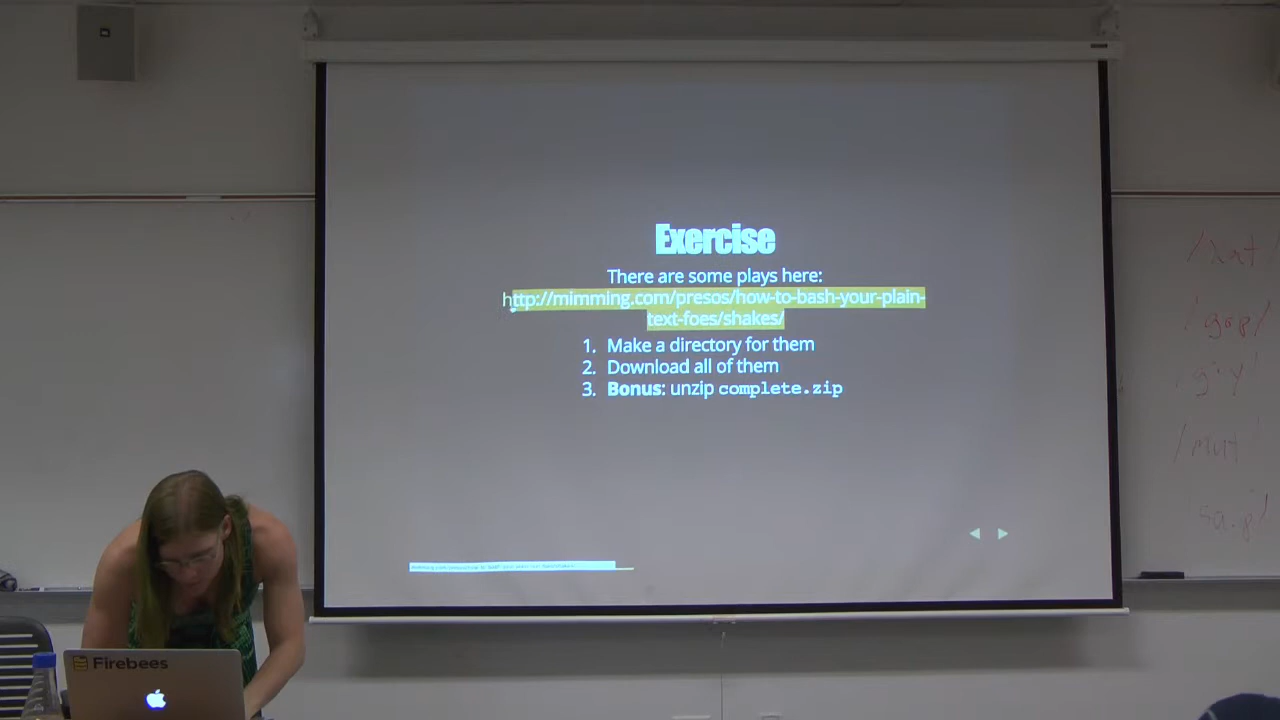 Exercise
There are some plays here:
http://mimming.com/presos/how-to-bash-your-plain-
text-foes/shakes/
1. Make a directory for them
2. Download all of them
3. Bonus: unzip complete.zip
Firebees